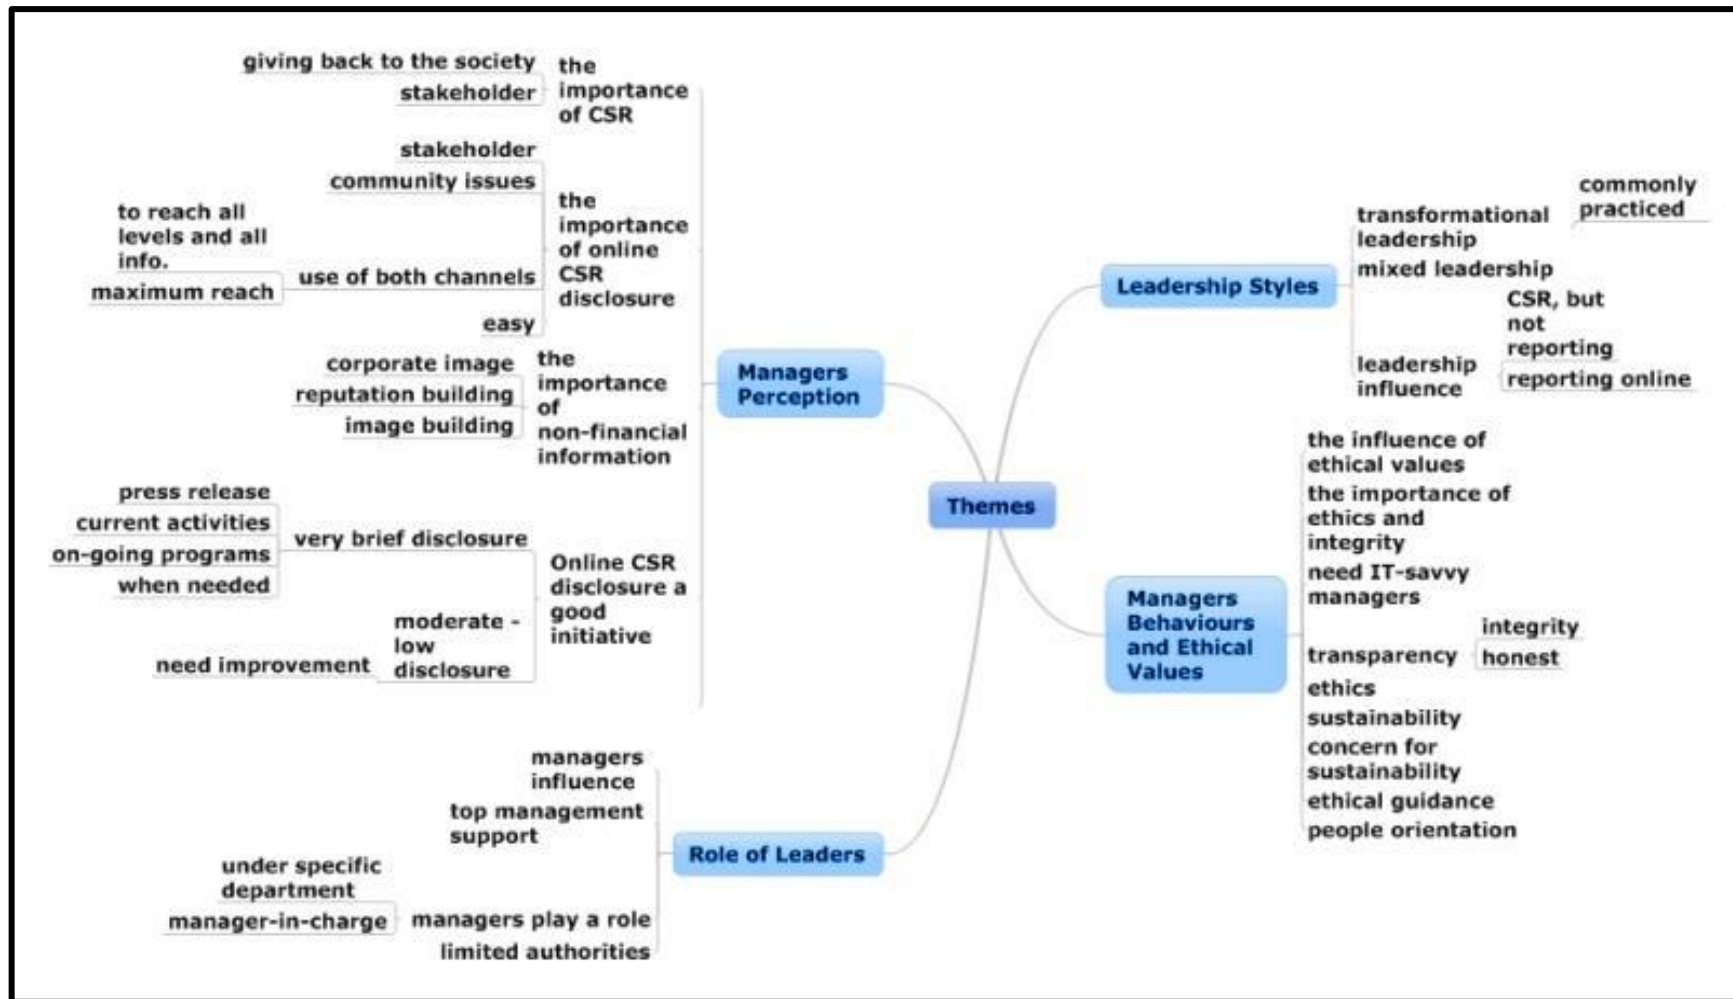 giving back to the society
stakeholder
the
importance
of CSR
stakeholder
community issues
to reach all
levels and all
info.
maximum reach
use of both channels
easy
the
importance
of online
CSR
disclosure
corporate image
reputation building
image building
the
importance
of
non-financial
information
press release
current activities
on-going programs
when needed
very brief disclosure
need improvement
moderate -
low
disclosure
Online CSR
disclosure a
good
initiative
Managers
Perception
managers
influence
top management
support
under specific
department
manager-in-charge
managers play a role
limited authorities
Role of Leaders
Themes
Leadership Styles
transformational
leadership
commonly
practiced
mixed leadership
leadership
influence
CSR, but
not
reporting
reporting online
Managers
Behaviours
and Ethical
Values
the influence of
ethical values
the importance of
ethics and
integrity
need IT-savvy
managers
transparency
integrity
honest
ethics
sustainability
concern for
sustainability
ethical guidance
people orientation